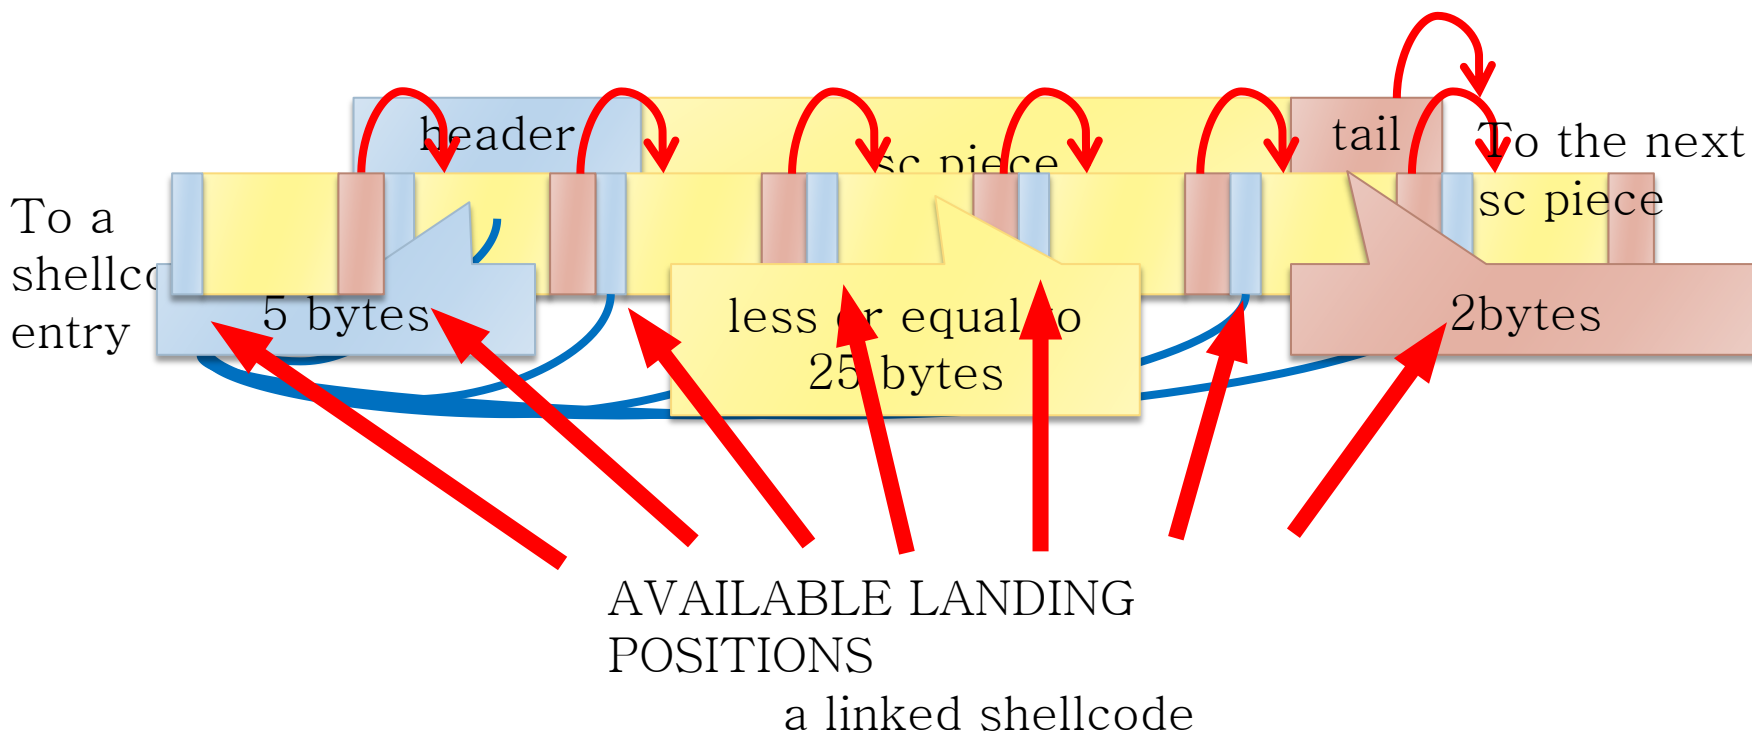 header
sc piece
tail
To the next
sc piece
To a
shellco
entry
5 bytes
less or equal to
25 bytes
2bytes
AVAILABLE LANDING
POSITIONS
a linked shellcode